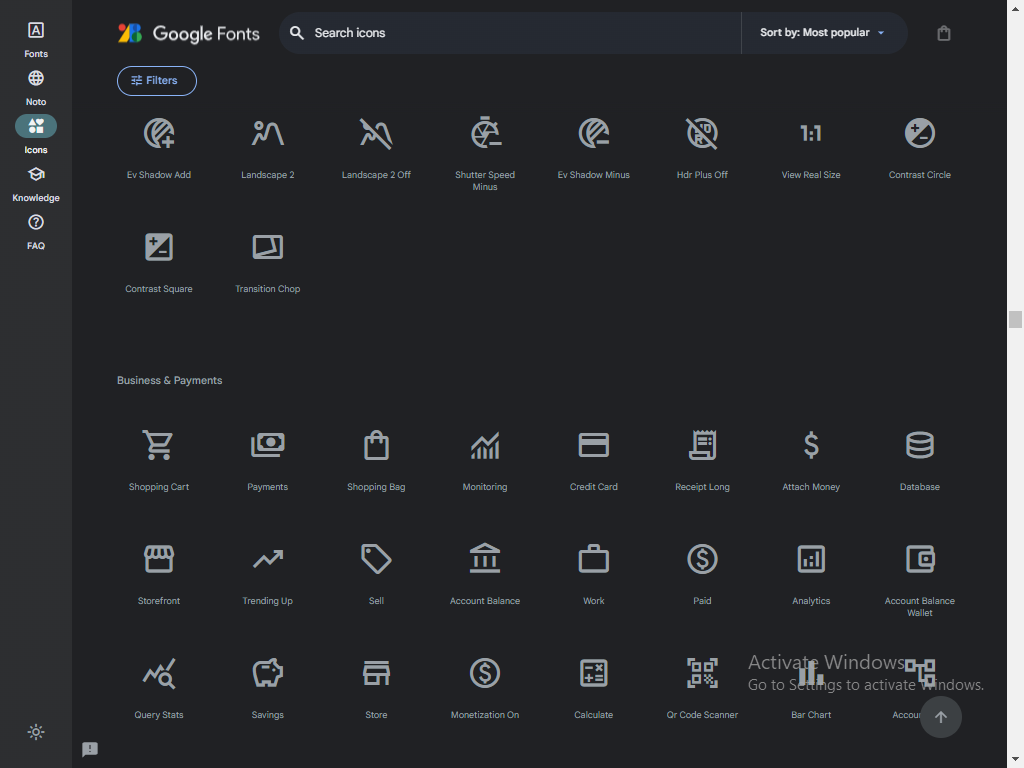 Google Fonts
Search icons
Sort by: Most popular
Fonts
Noto
Icons
Knowledge
FAQ
Filters
Ev Shadow Add
Landscape 2
Landscape 2 Off
Shutter Speed
Minus
Ev Shadow Minus
Hdr Plus Off
1:1
View Real Size
Contrast Circle
Contrast Square
Transition Chop
Business & Payments
Shopping Cart
Payments
Shopping Bag
Monitoring
Credit Card
Receipt Long
Attach Money
Database
Storefront
Trending Up
Sell
Account Balance
Work
Paid
Analytics
Account Balance
Wallet
Query Stats
Savings
Store
Monetization On
Calculate
Qr Code Scanner
Bar Chart
Activate Windows
Go to Settings to activate Windows.